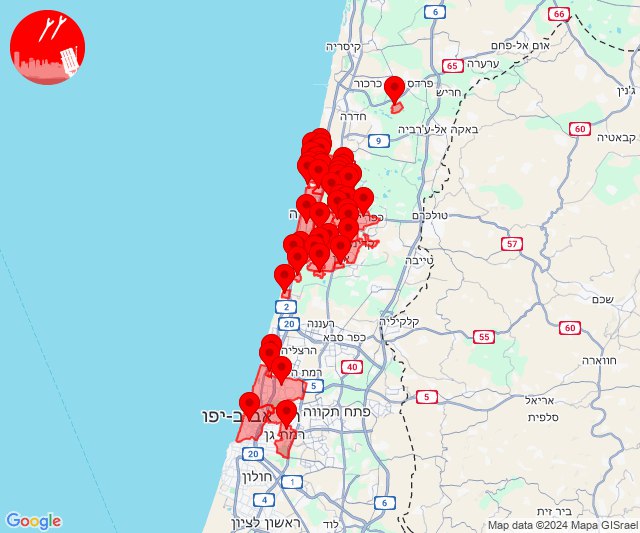 6
66
אום אל-פחם
קיסריה
ערערה
65
פרדס
כרכור
ג'נין
חריש
חדרה
באקה אל-ע'רביה
60
קבאטיה
9
כפר
טולכרם
57
טייבה
שכם
2
20
רעננה
קלקיליה
60
כפר סבא
55
הרצליה
חווארה
40
רמת ה
5
5
אריאל
פתח תקווה
סלפית
אביב-יפו
רמת גן
20
חולון
1
4
6
ביר זית
ראשון לציון
לוד
Google
Map data ©2024 Mapa GISrael